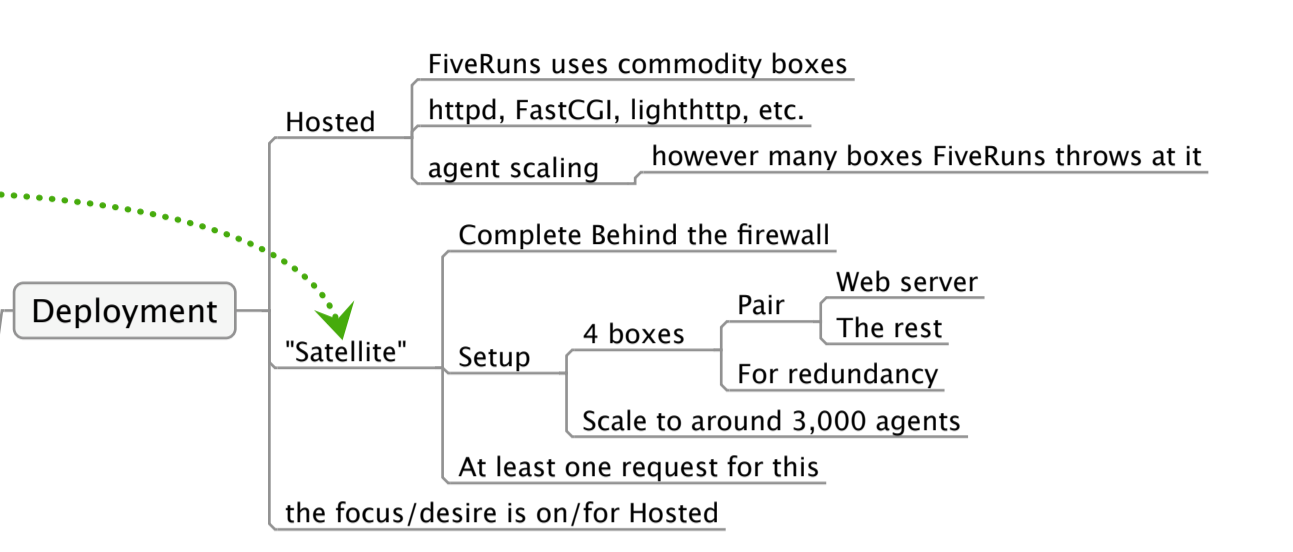 FiveRuns uses commodity boxes
Hosted
httpd, FastCGI, lighthttp, etc.
agent scaling
however many boxes FiveRuns throws at it
Deployment
"Satellite"
Complete Behind the firewall
Setup
4 boxes
Pair
Web server
The rest
For redundancy
Scale to around 3,000 agents
At least one request for this
the focus/desire is on/for Hosted